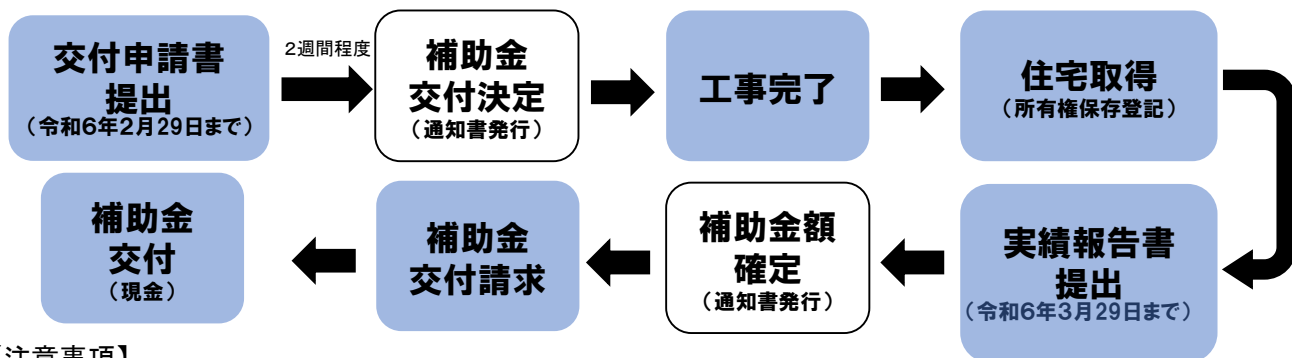 交付申請書
提出
（令和6年2月29日まで）
2週間程度
補助金
交付決定
（通知書発行）
工事完了
住宅取得
（所有権保存登記）
実績報告書
提出
（令和6年3月29日まで）
補助金額
確定
（通知書発行）
補助金
交付請求
補助金
交付
（現金）
【注意事項】